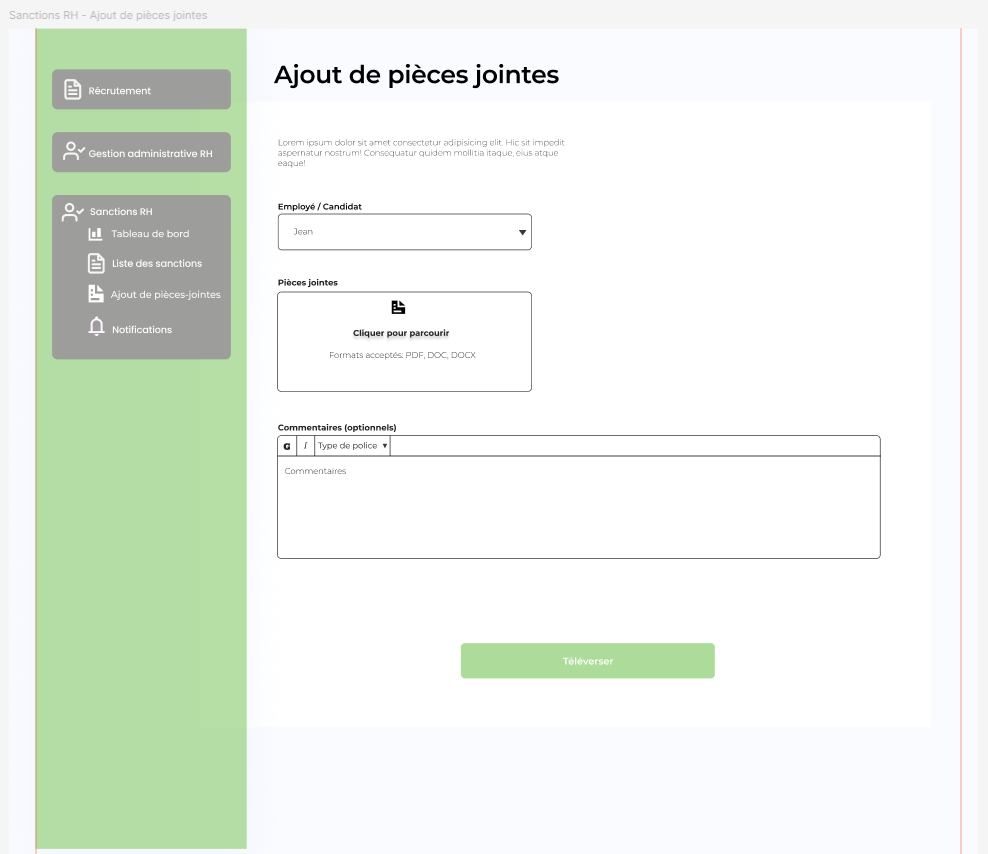 Sanctions RH - Ajout de pièces jointes
Récrutement
Gestion administrative RH
Sanctions RH
Tableau de bord
Liste des sanctions
Ajout de pièces-jointes
Notifications
Ajout de pièces jointes
Lorem ipsum dolor sit amet consectetur adipisicing elit. Hic sit impedit
aspernatur nostrum! Consequatur quidem mollitia itaque, eius atque
eaque!
Employé / Candidat
Jean
Pièces jointes
Cliquer pour parcourir
Formats acceptés: PDF, DOC, DOCX
Commentaires (optionnels)
G I Type de police
Commentaires
Téléverser